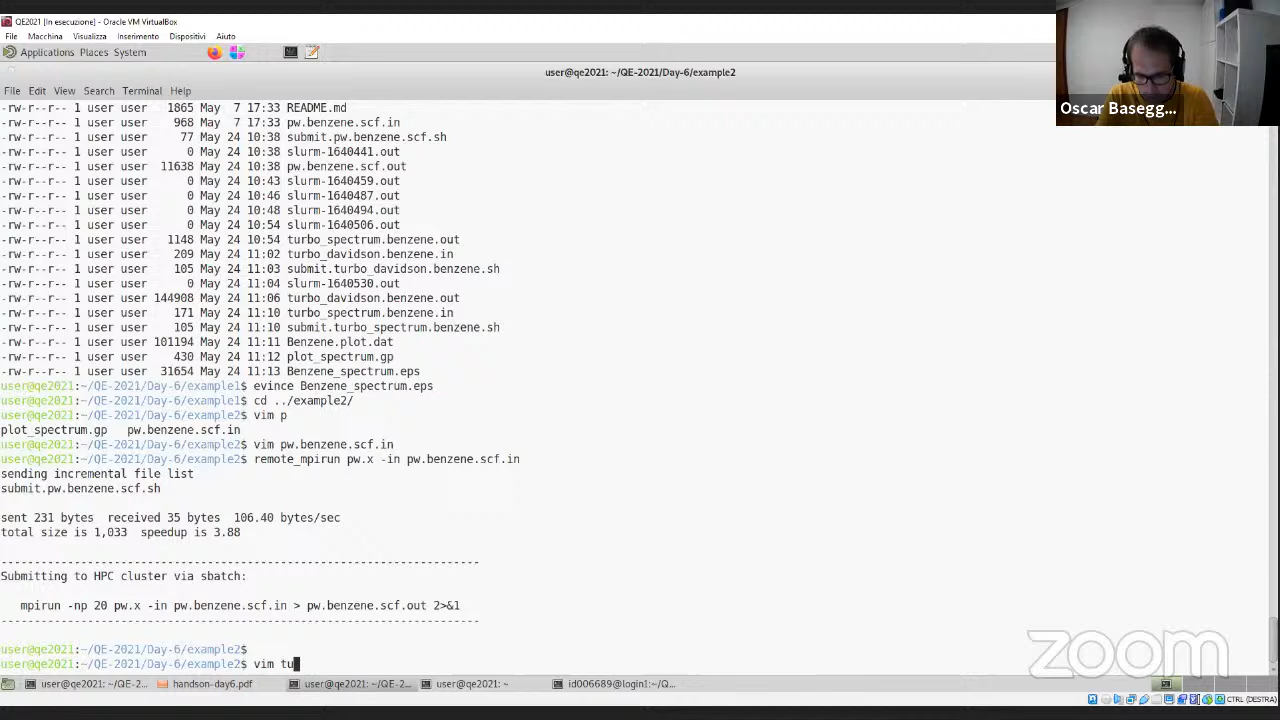 QE2021 [In esecuzione] - Oracle VM VirtualBox
File Macchina Visualizza Inserimento Dispositivi Aiuto
Applications Places System
user@qe2021: ~/QE-2021/Day-6/example2
File Edit View Search Terminal Help
Oscar Basegg...
-rw-r--r-- 1 user user 1865 May 7 17:33 README.md
-rw-r--r-- 1 user user 968 May 7 17:33 pw.benzene.scf.in
-rw-r--r-- 1 user user 77 May 24 10:38 submit.pw.benzene.scf.sh
-rw-r--r-- 1 user user 0 May 24 10:38 slurm-1640441.out
-rw-r--r-- 1 user user 11638 May 24 10:38 pw.benzene.scf.out
-rw-r--r-- 1 user user 0 May 24 10:43 slurm-1640459.out
-rw-r--r-- 1 user user 0 May 24 10:46 slurm-1640487.out
-rw-r--r-- 1 user user 0 May 24 10:48 slurm-1640494.out
-rw-r--r-- 1 user user 0 May 24 10:54 slurm-1640506.out
-rw-r--r-- 1 user user 1148 May 24 10:54 turbo_spectrum.benzene.out
-rw-r--r-- 1 user user 209 May 24 11:02 turbo_davidson.benzene.in
-rw-r--r-- 1 user user 105 May 24 11:03 submit.turbo_davidson.benzene.sh
-rw-r--r-- 1 user user 0 May 24 11:04 slurm-1640530.out
-rw-r--r-- 1 user user 144908 May 24 11:06 turbo_davidson.benzene.out
-rw-r--r-- 1 user user 171 May 24 11:10 turbo_spectrum.benzene.in
-rw-r--r-- 1 user user 105 May 24 11:10 submit.turbo_spectrum.benzene.sh
-rw-r--r-- 1 user user 101194 May 24 11:11 Benzene.plot.dat
-rw-r--r-- 1 user user 430 May 24 11:12 plot_spectrum.gp
-rw-r--r-- 1 user user 31654 May 24 11:13 Benzene_spectrum.eps
user@qe2021:~/QE-2021/Day-6/example1$ evince Benzene_spectrum.eps
user@qe2021:~/QE-2021/Day-6/example1$ cd ../example2/
user@qe2021:~/QE-2021/Day-6/example2$ vim p
plot_spectrum.gp pw.benzene.scf.in
user@qe2021:~/QE-2021/Day-6/example2$ vim pw.benzene.scf.in
user@qe2021:~/QE-2021/Day-6/example2$ remote_mpirun pw.x -in pw.benzene.scf.in
sending incremental file list
submit.pw.benzene.scf.sh
sent 231 bytes received 35 bytes 106.40 bytes/sec
total size is 1,033 speedup is 3.88
--------------------------------------------------------------------------
Submitting to HPC cluster via sbatch:
mpirun -np 20 pw.x -in pw.benzene.scf.in > pw.benzene.scf.out 2>&1
--------------------------------------------------------------------------
user@qe2021:~/QE-2021/Day-6/example2$
user@qe2021:~/QE-2021/Day-6/example2$ vim tu
zoom
user@qe2021: ~/QE-2... handson-day6.pdf user@qe2021: ~/QE-2... user@qe2021: ~ id006689@login1:~/Q...
CTRL (DESTRA)